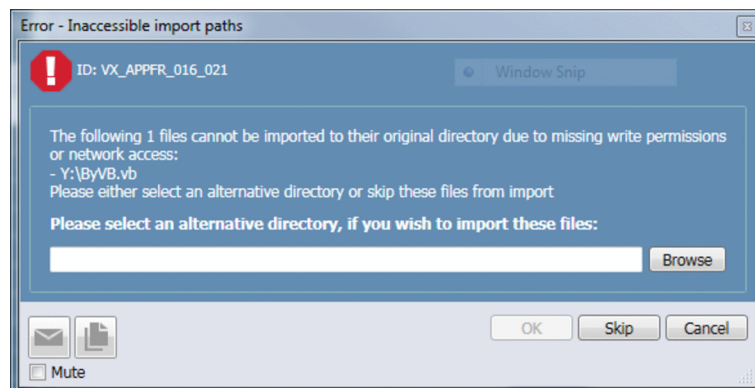 Error - Inaccessible import paths
ID: VX_APPFR_016_021
Window Snip
The following 1 files cannot be imported to their original directory due to missing write permissions
or network access:
- Y:\ByVB.vb
Please either select an alternative directory or skip these files from import
Please select an alternative directory, if you wish to import these files:
Browse
OK Skip Cancel
Mute